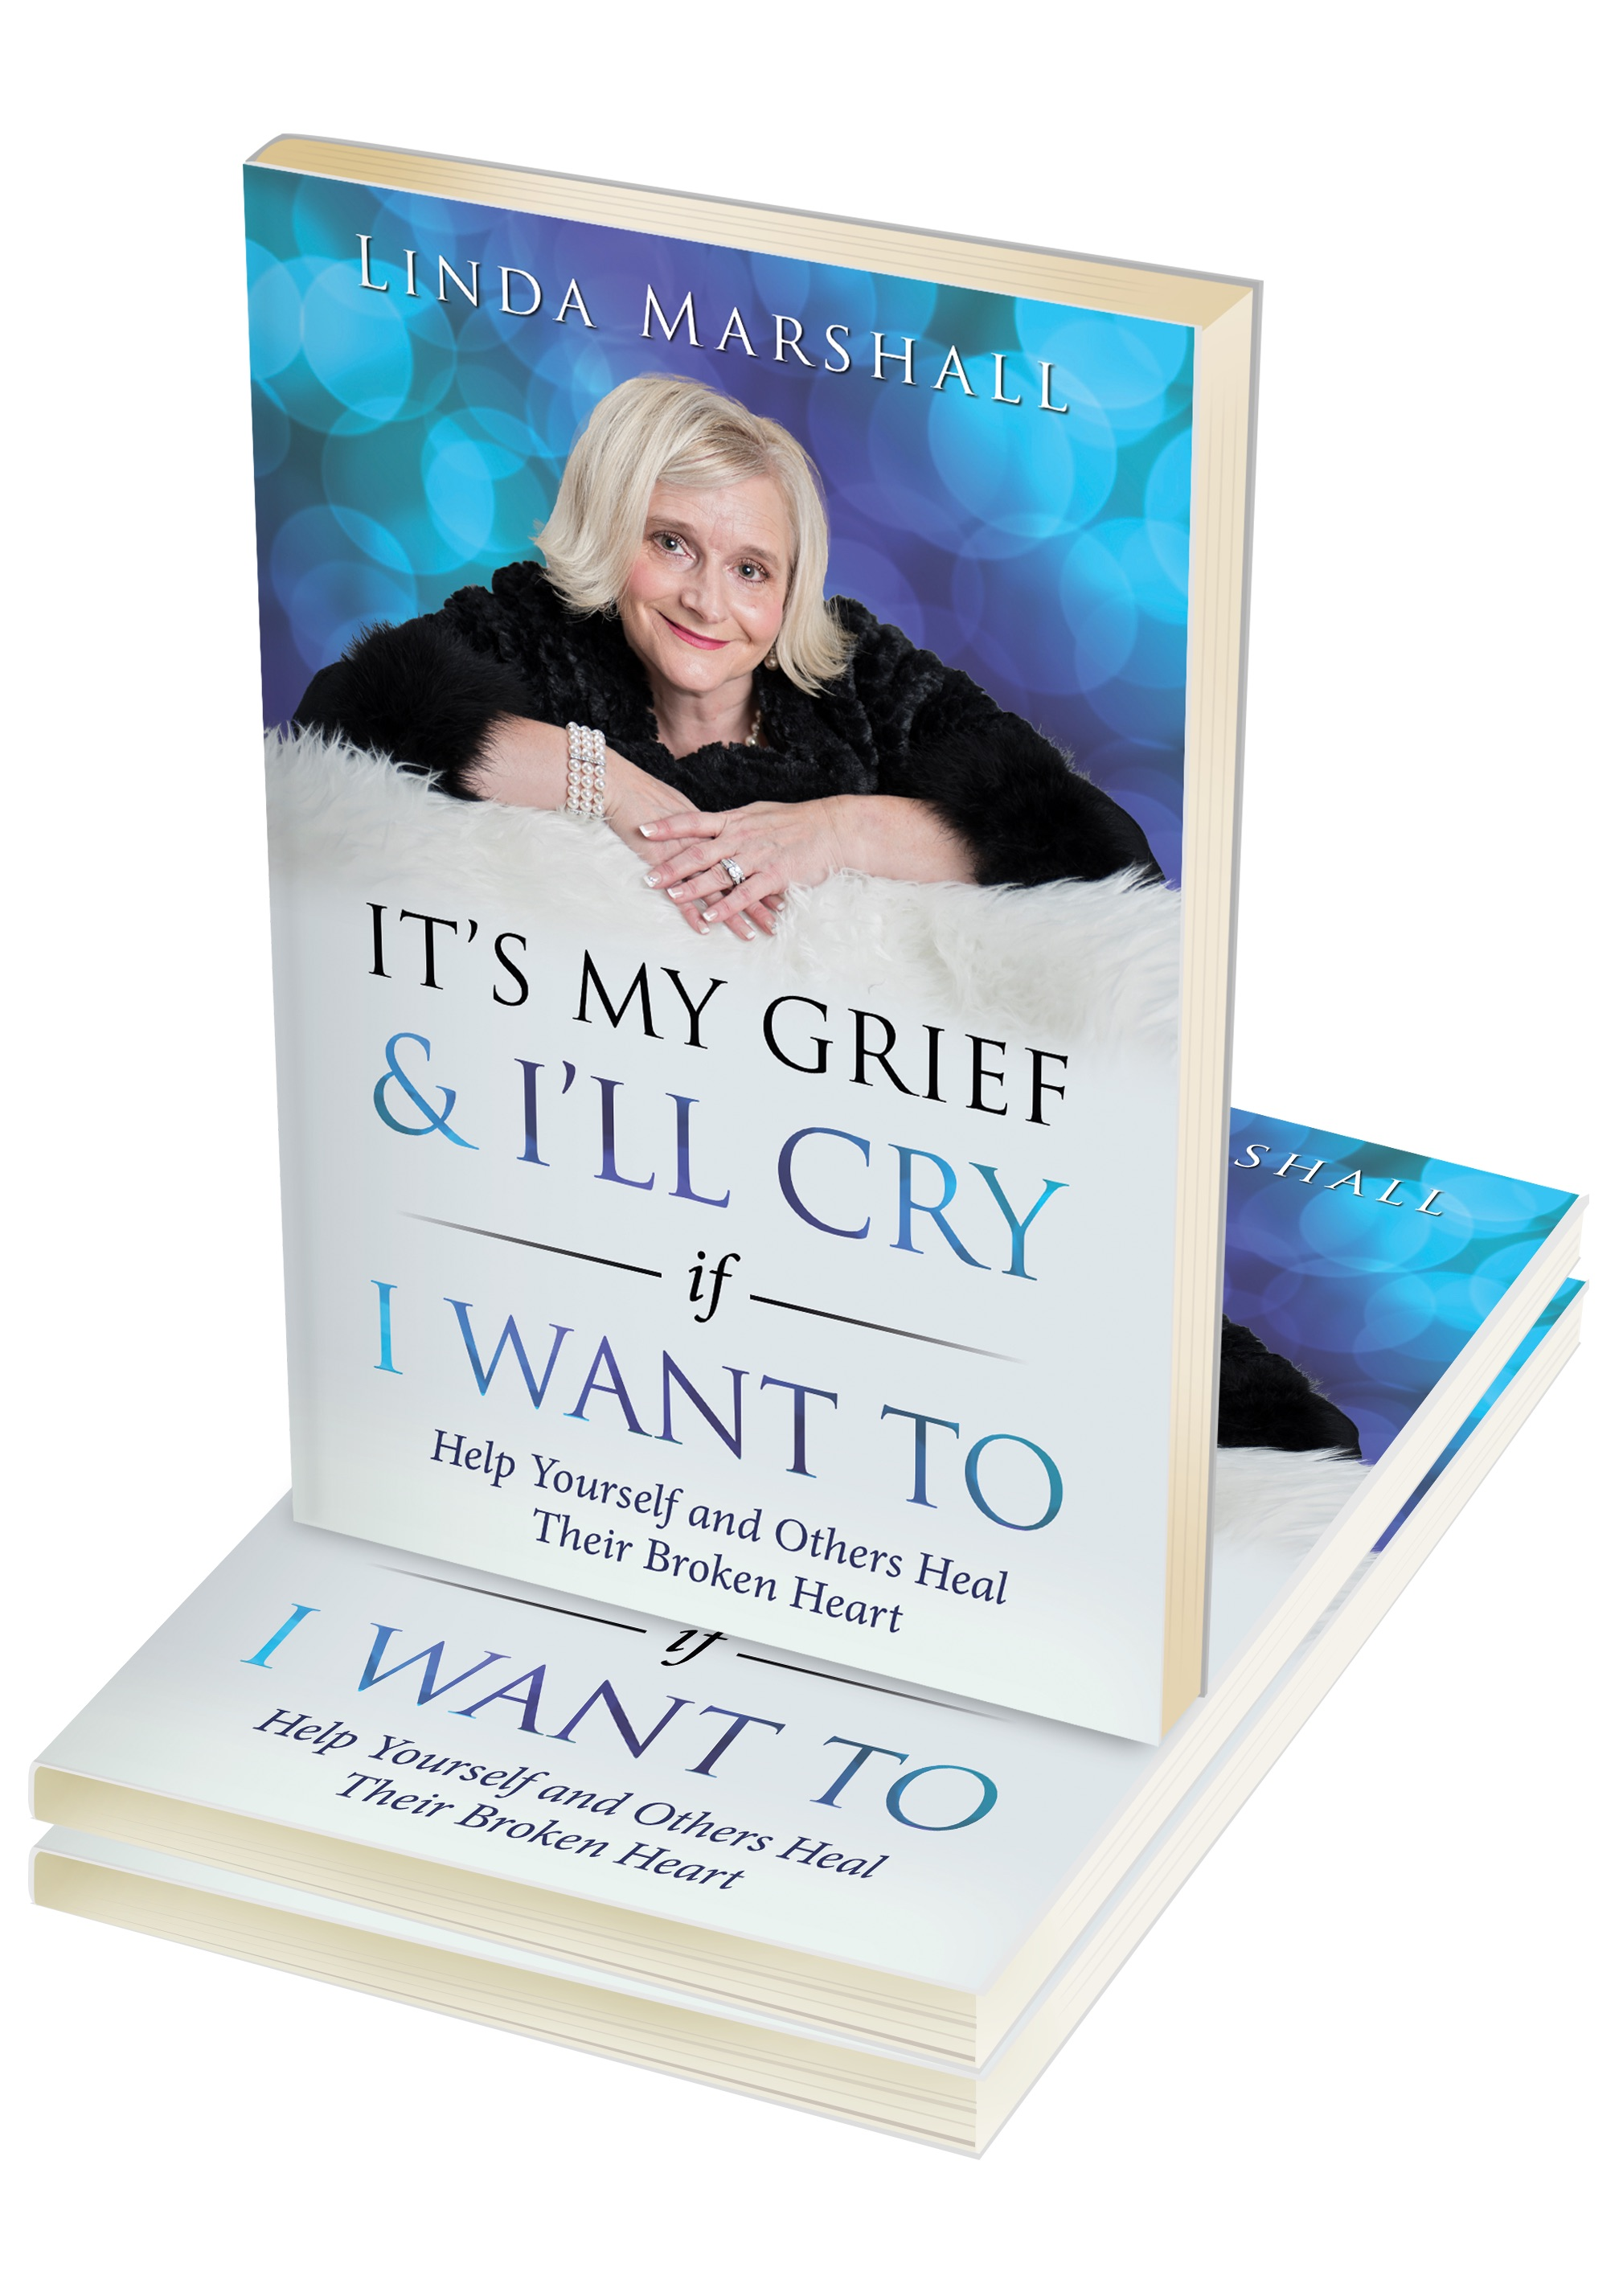 LINDA MARSHALL
IT'S MY GRIEF
& I'LL CRY
if
I WANT TO
Help Yourself and Others Heal
Their Broken Heart
SHALL
if
I WANT TO
Help Yourself and Others Heal
Their Broken Heart